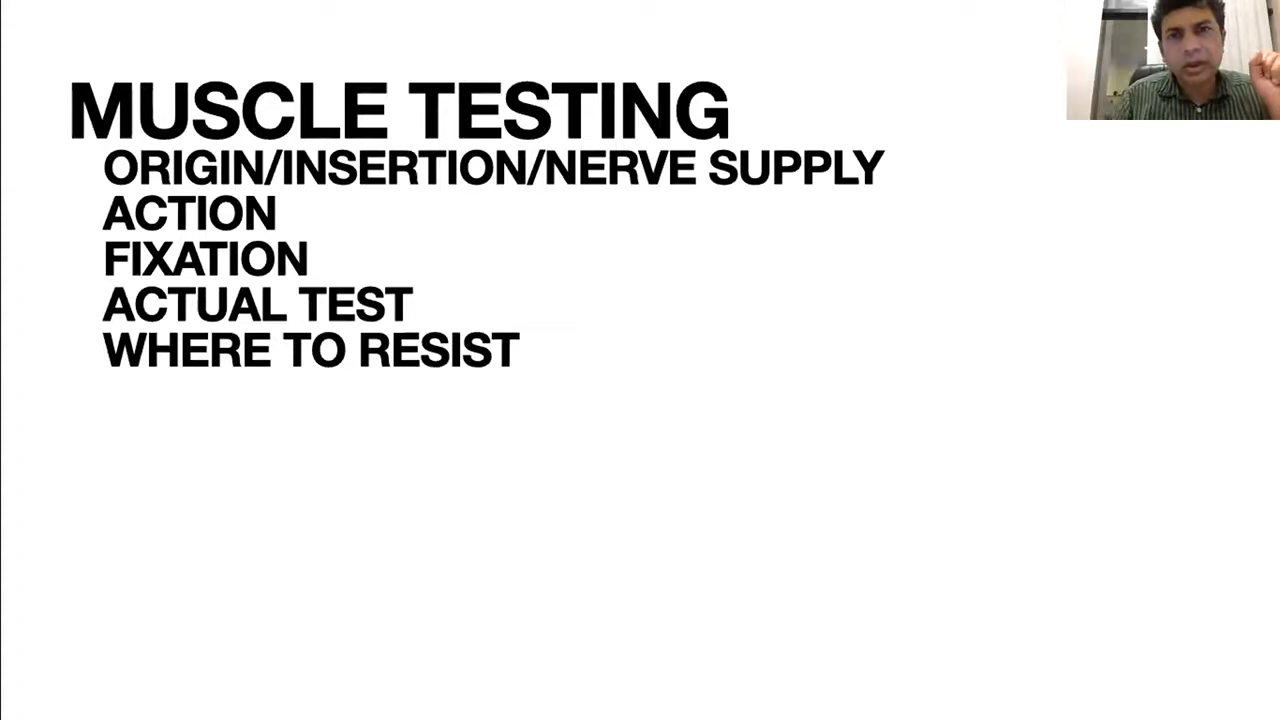 MUSCLE TESTING
ORIGIN/INSERTION/NERVE SUPPLY
ACTION
FIXATION
ACTUAL TEST
WHERE TO RESIST